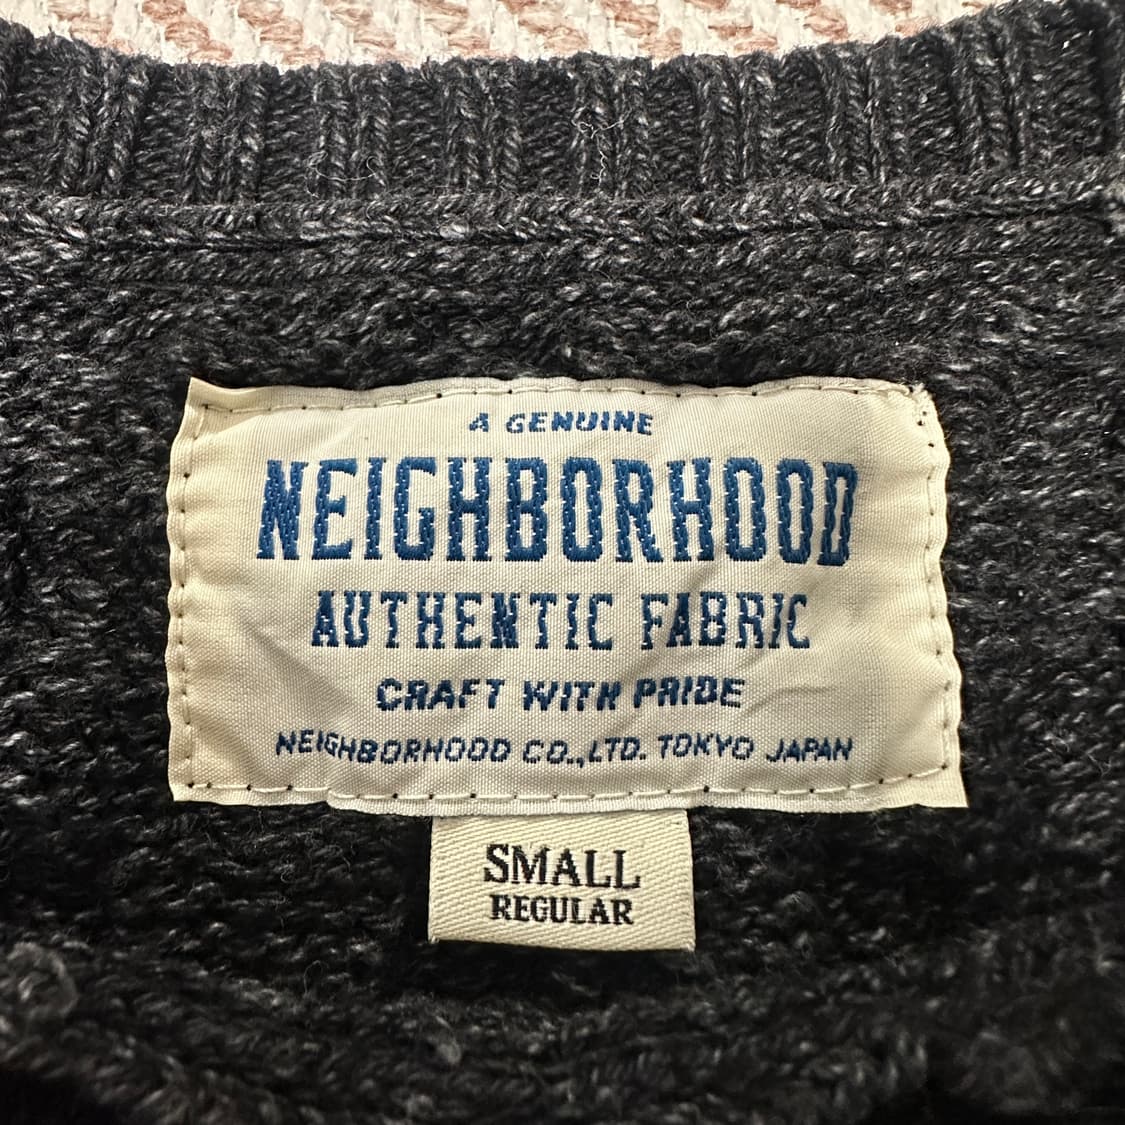 A GENUINE
NEIGHBORHOOD
AUTHENTIC FABRIC
CRAFT WITH PRIDE
NEIGHBORHOOD CO.,LTD. TOKYO JAPAN
SMALL
REGULAR